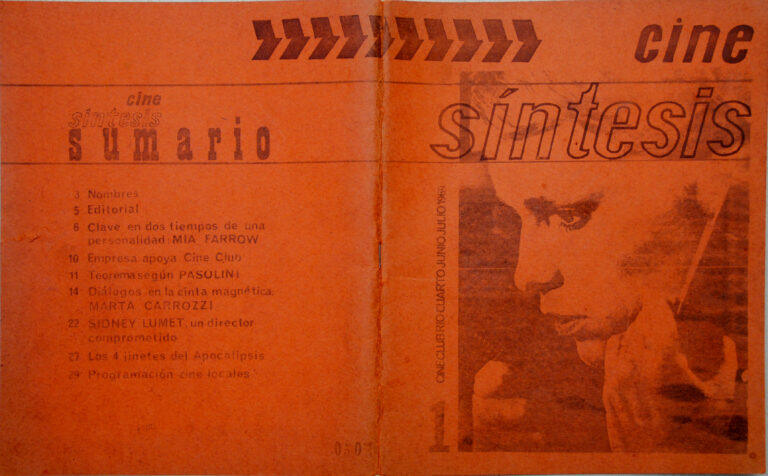 cine
síntesis
sumario
3 Nombres
5 Editorial
6 Clave en dos tiempos de una
personalidad: MIA FARROW
10 Empresa apoya Cine Club
11 Teorema según PASOLINI
14 Diálogos en la cinta magnética.
MARTA CARROZZI
22 SIDNEY LUMET, un director
comprometido
27 Los 4 jinetes del Apocalipsis
29 Programación cine locales
cine
síntesis
CINE CLUB RIO CUARTO JUNIO JULIO 1969
1